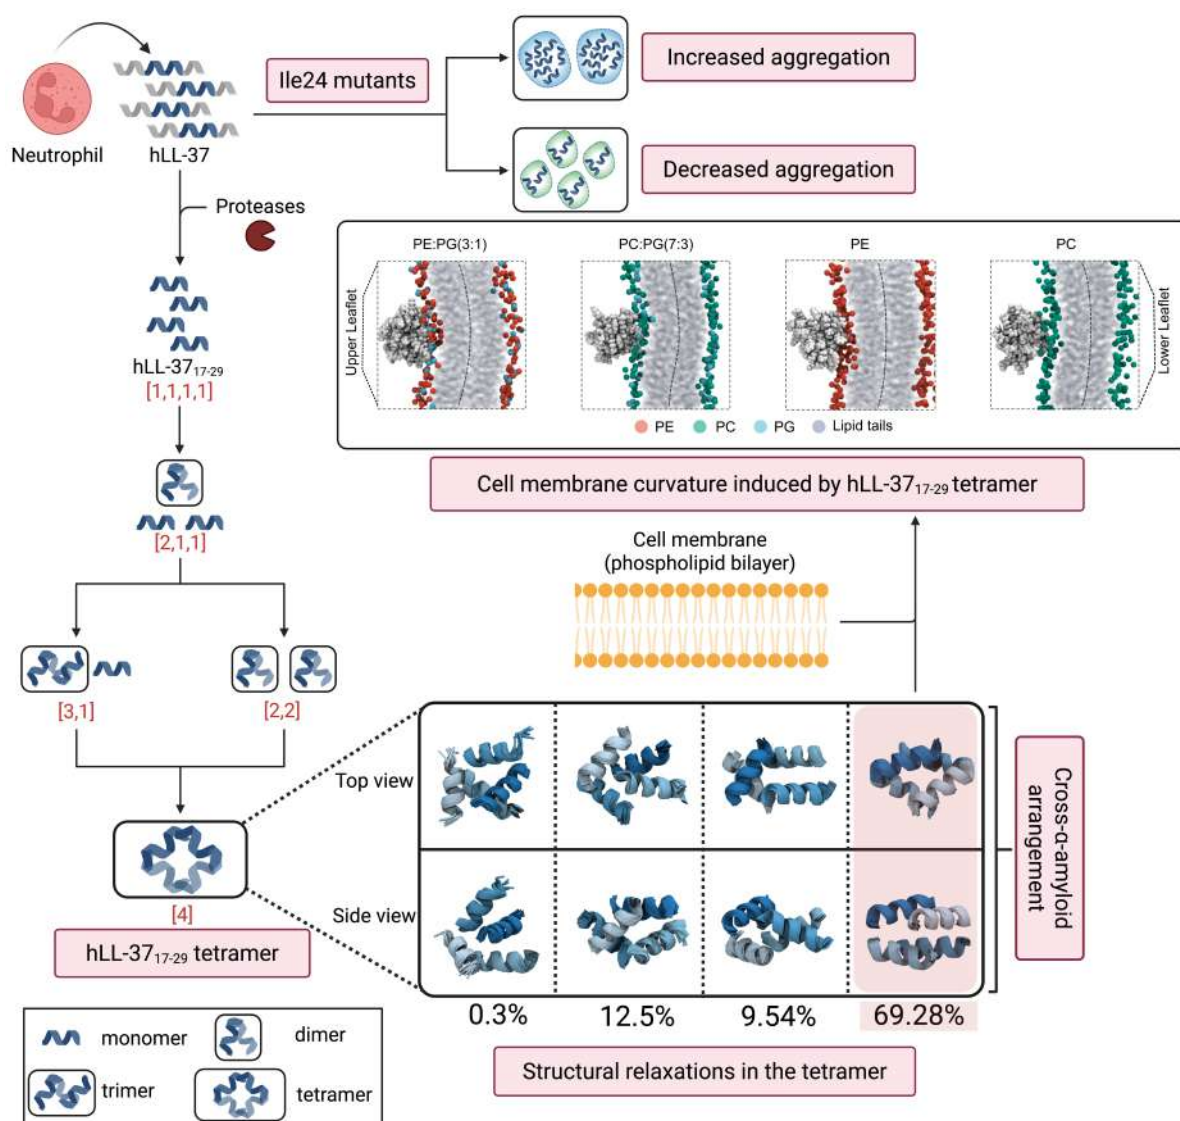 Neutrophil
hLL-37
Ile24 mutants
Increased aggregation
Decreased aggregation
Proteases
hLL-37₁₇₋₂₉
[1,1,1,1]
[2,1,1]
[3,1]
[2,2]
[4]
hLL-37₁₇₋₂₉ tetramer
PE:PG(3:1)
PC:PG(7:3)
PE
PC
Upper Leaflet
Lower Leaflet
PE
PC
PG
Lipid tails
Cell membrane curvature induced by hLL-37₁₇₋₂₉ tetramer
Cell membrane
(phospholipid bilayer)
Top view
Side view
Cross-α-amyloid
arrangement
0.3%
12.5%
9.54%
69.28%
Structural relaxations in the tetramer
monomer
dimer
trimer
tetramer